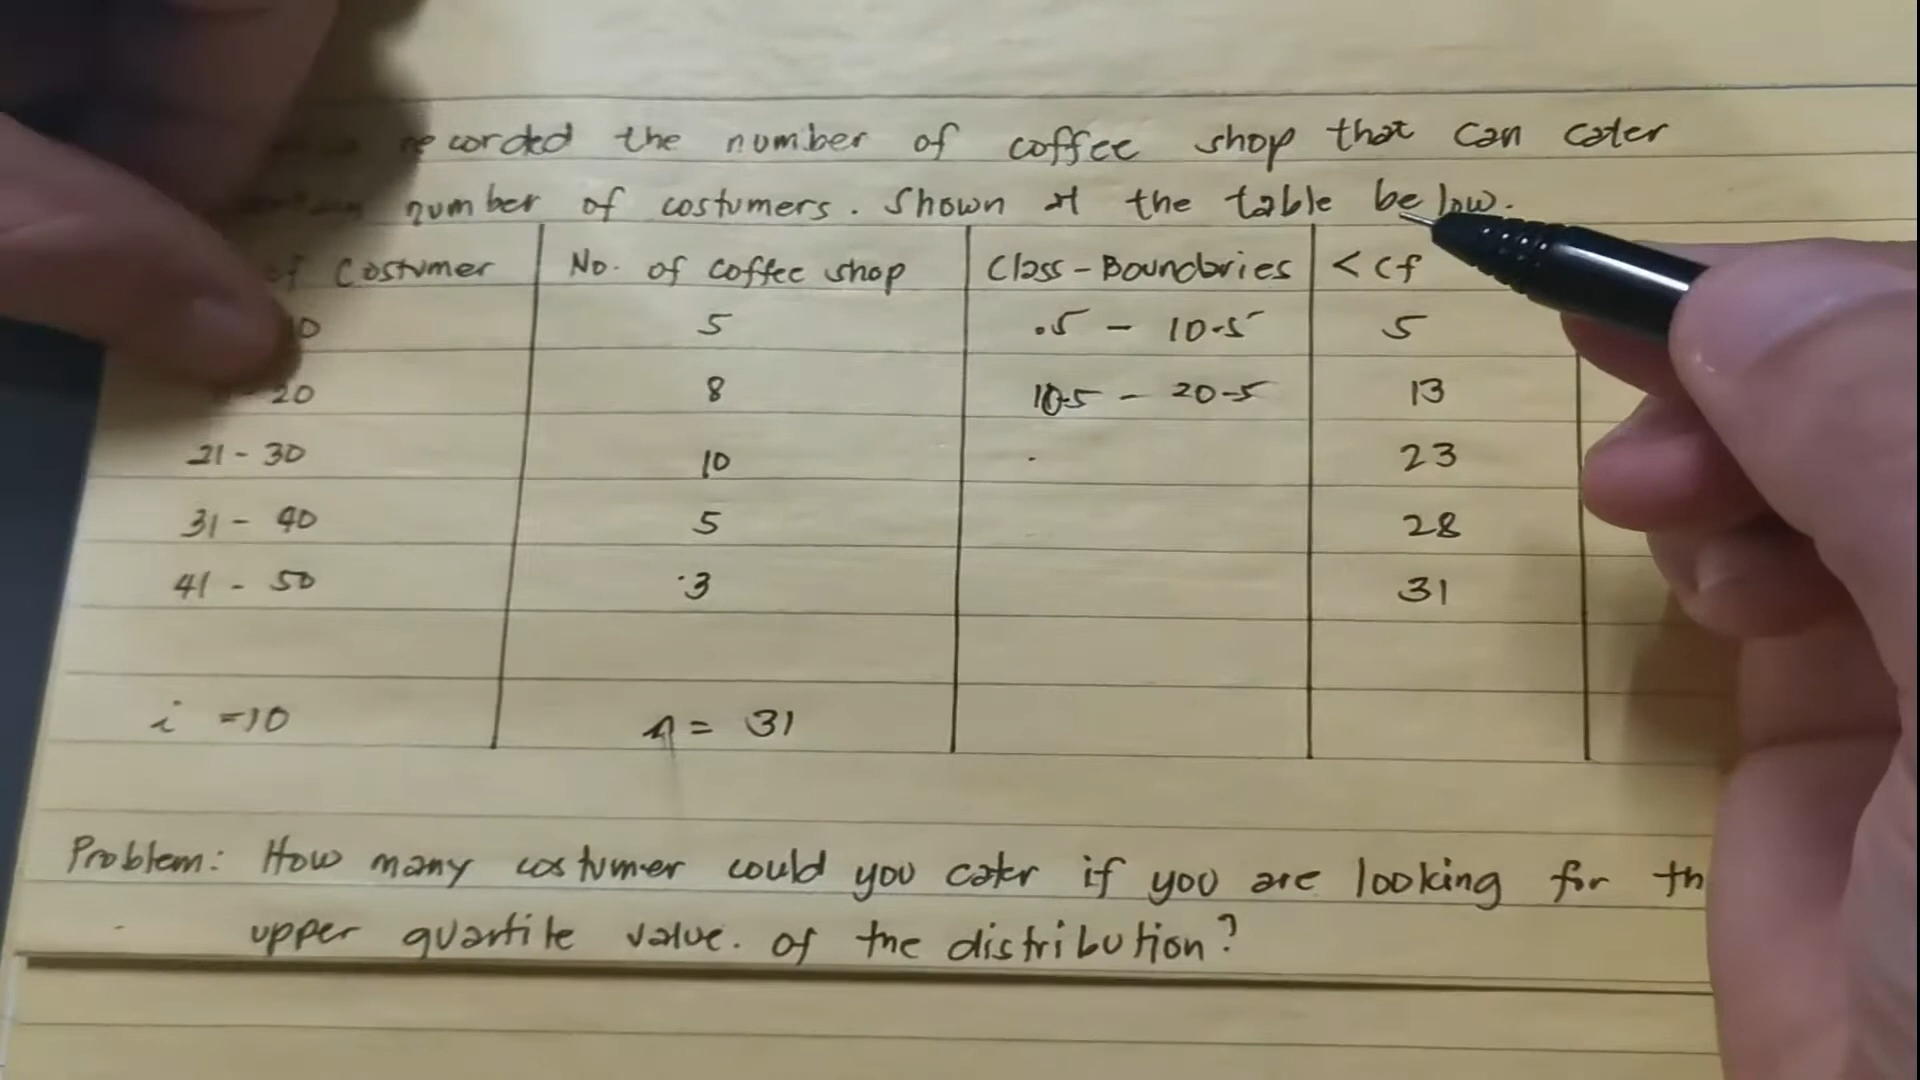 recorded the number of coffee shop that can cater
number of costumers. Shown at the table below.
of Costumer No. of coffee shop Class-Boundaries <cf
10 5 .5 - 10.5 5
- 20 8 10.5 - 20.5 13
21 - 30 10 23
31 - 40 5 28
41 - 50 3 31
i = 10 n = 31
Problem: How many costumer could you cater if you are looking for th
upper quartile value. of the distribution?